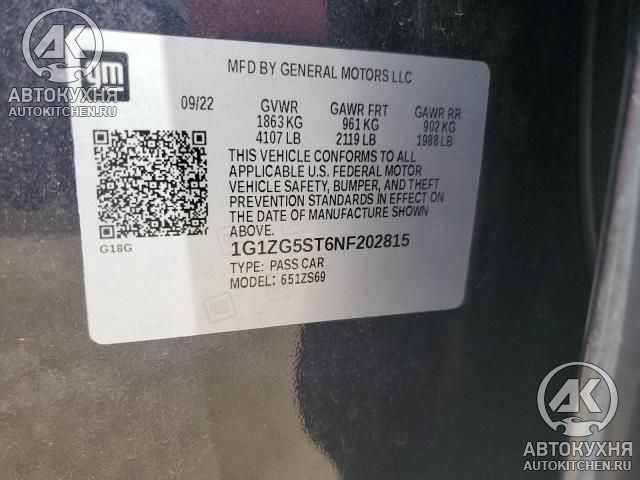 MFD BY GENERAL MOTORS LLC
09/22 GVWR GAWR FRT GAWR RR
1863 KG 961 KG 902 KG
4107 LB 2119 LB 1988 LB
THIS VEHICLE CONFORMS TO ALL
APPLICABLE U.S. FEDERAL MOTOR
VEHICLE SAFETY, BUMPER, AND THEFT
PREVENTION STANDARDS IN EFFECT ON
THE DATE OF MANUFACTURE SHOWN
ABOVE.
G18G
1G1ZG5ST6NF202815
TYPE: PASS CAR
MODEL: 651ZS69
gm
АК
АВТОКУХНЯ
AUTOKITCHEN.RU
АК
АВТОКУХНЯ
AUTOKITCHEN.RU